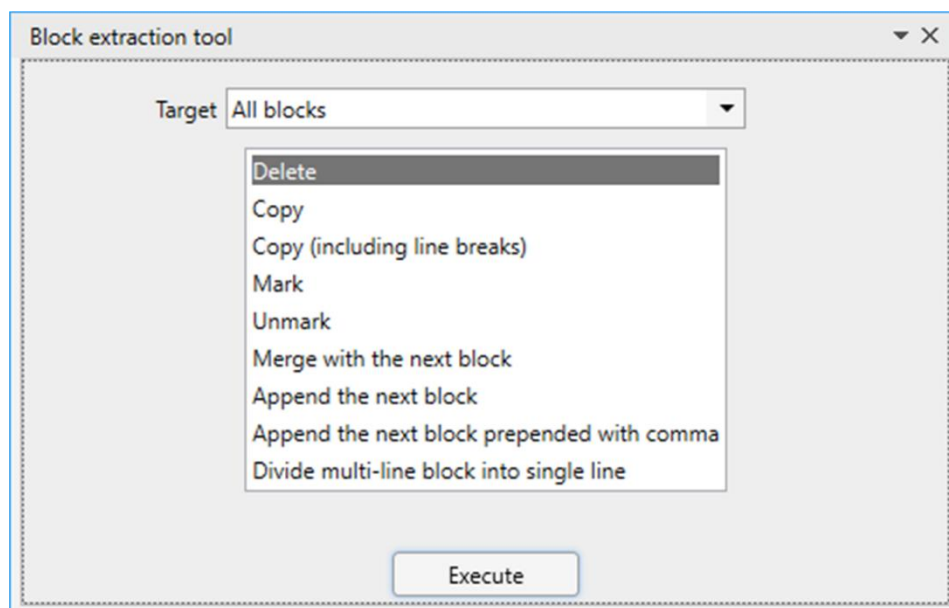 Block extraction tool
Target All blocks
Delete
Copy
Copy (including line breaks)
Mark
Unmark
Merge with the next block
Append the next block
Append the next block prepended with comma
Divide multi-line block into single line
Execute